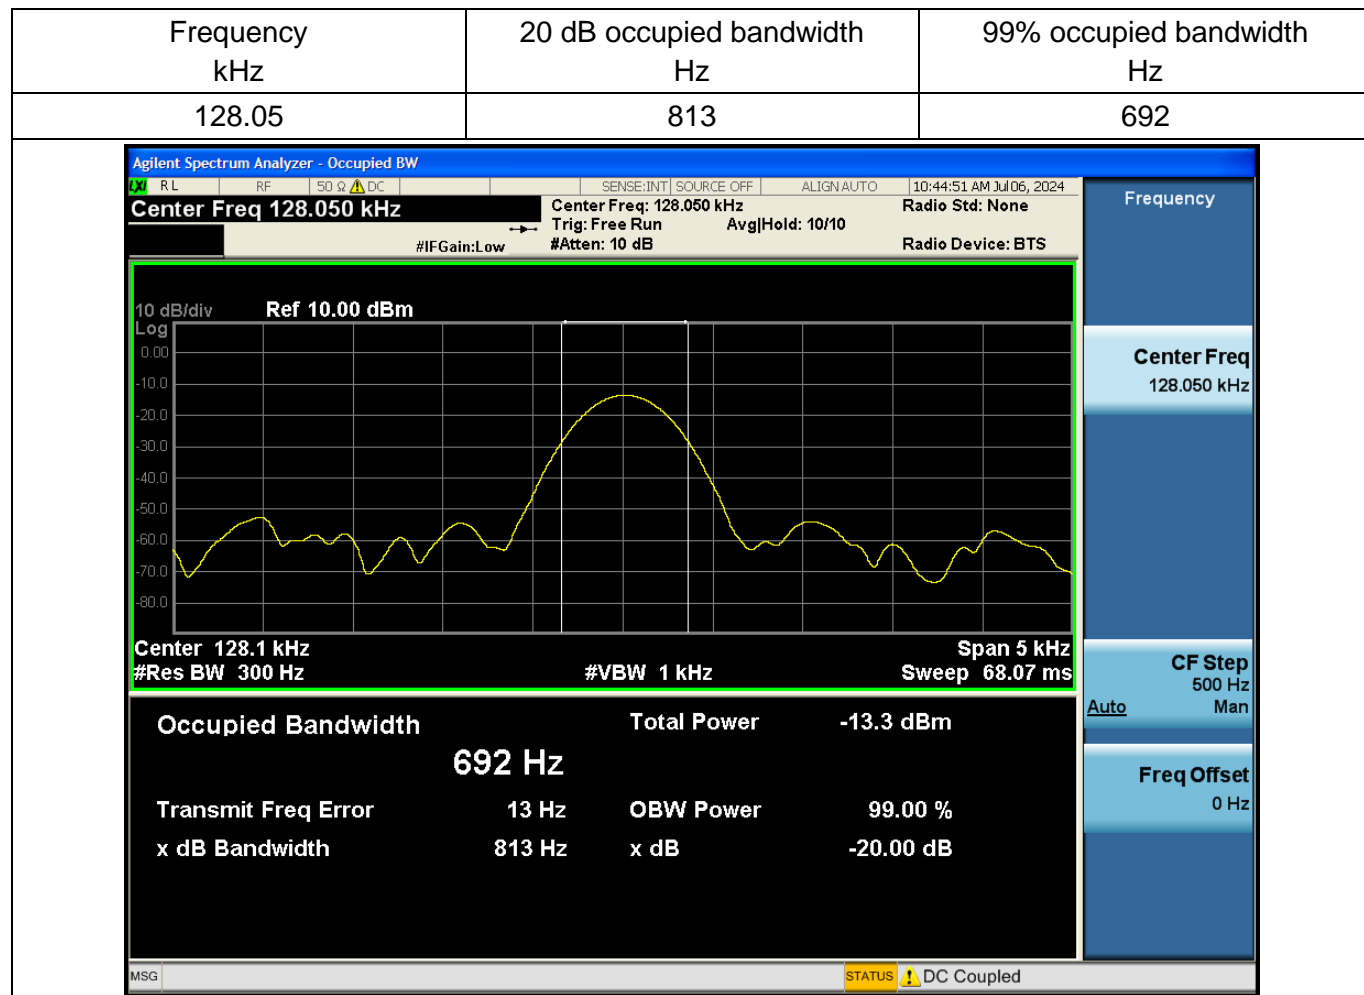 Frequency 20 dB occupied bandwidth 99% occupied bandwidth
kHz Hz Hz
128.05 813 692
Agilent Spectrum Analyzer - Occupied BW
LXI RL RF 50 Ω DC SENSE:INT SOURCE OFF ALIGN AUTO 10:44:51 AM Jul 06, 2024
Center Freq 128.050 kHz Center Freq: 128.050 kHz Radio Std: None
Trig: Free Run Avg|Hold: 10/10
#IFGain:Low #Atten: 10 dB Radio Device: BTS
Frequency
10 dB/div Ref 10.00 dBm
Log
0.00
-10.0
-20.0
-30.0
-40.0
-50.0
-60.0
-70.0
-80.0
Center 128.1 kHz Span 5 kHz
#Res BW 300 Hz #VBW 1 kHz Sweep 68.07 ms
Center Freq
128.050 kHz
CF Step
500 Hz
Auto Man
Freq Offset
0 Hz
Occupied Bandwidth Total Power -13.3 dBm
692 Hz
Transmit Freq Error 13 Hz OBW Power 99.00 %
x dB Bandwidth 813 Hz x dB -20.00 dB
MSG STATUS DC Coupled